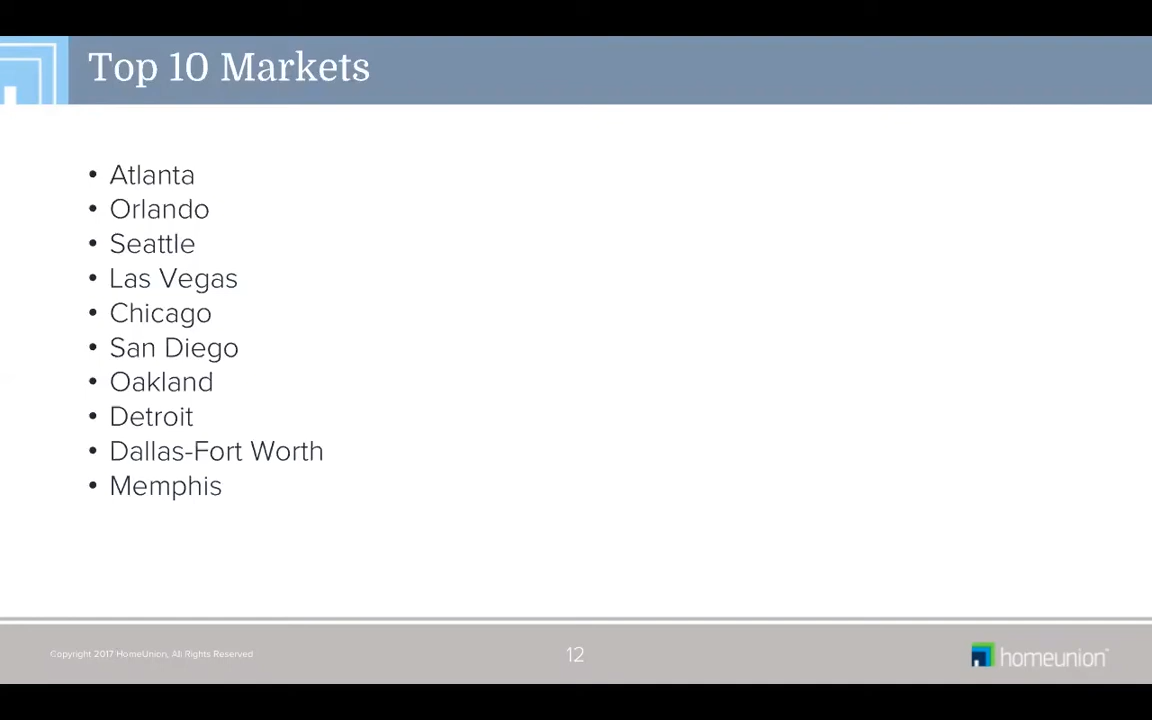 Top 10 Markets
• Atlanta
• Orlando
• Seattle
• Las Vegas
• Chicago
• San Diego
• Oakland
• Detroit
• Dallas-Fort Worth
• Memphis
Copyright 2017 HomeUnion, All Rights Reserved
12
homeunion™